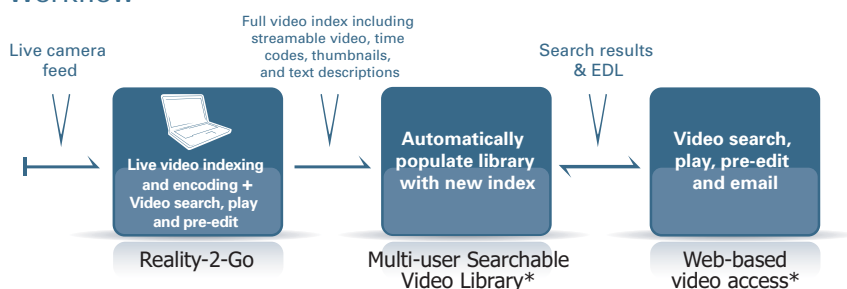 Live camera
feed
Full video index including
streamable video, time
codes, thumbnails,
and text descriptions
Search results
& EDL
Live video indexing
and encoding +
Video search, play
and pre-edit
Automatically
populate library
with new index
Video search,
play, pre-edit
and email
Reality-2-Go
Multi-user Searchable
Video Library*
Web-based
video access*